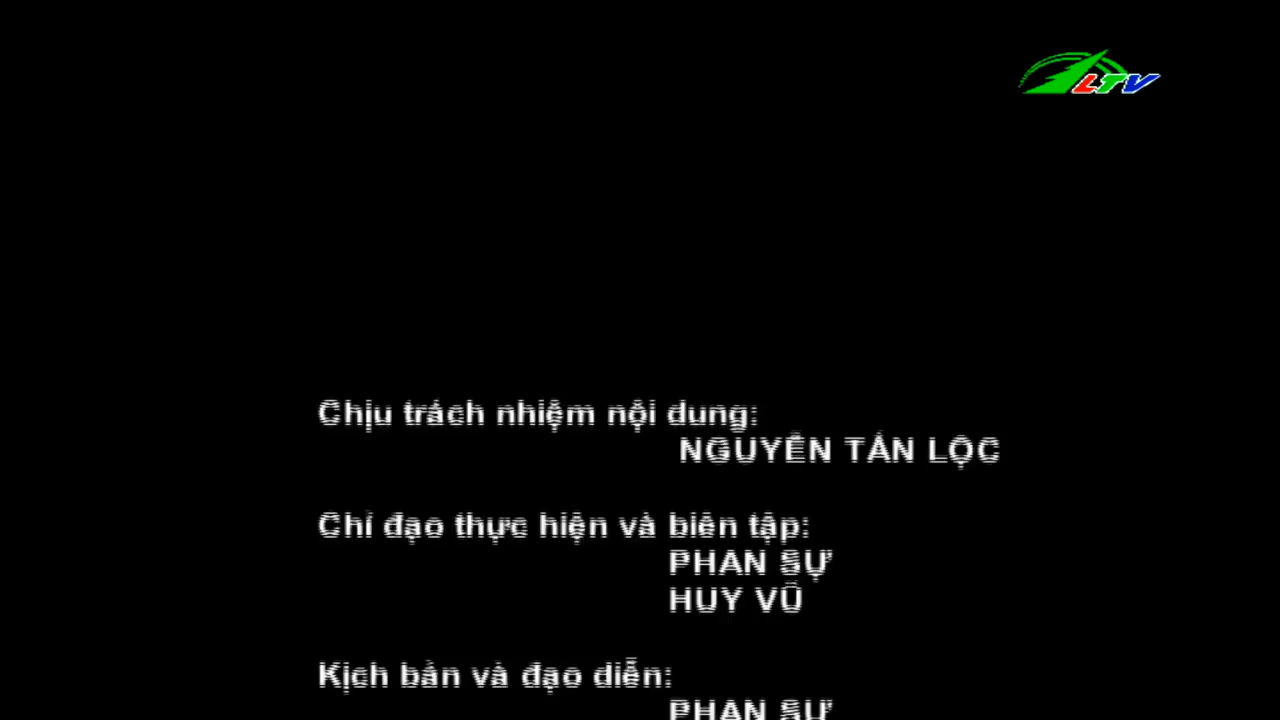 LTV
Chịu trách nhiệm nội dung:
NGUYỄN TẤN LỘC
Chỉ đạo thực hiện và biên tập:
PHAN SỰ
HUY VŨ
Kịch bản và đạo diễn:
PHAN SỰ